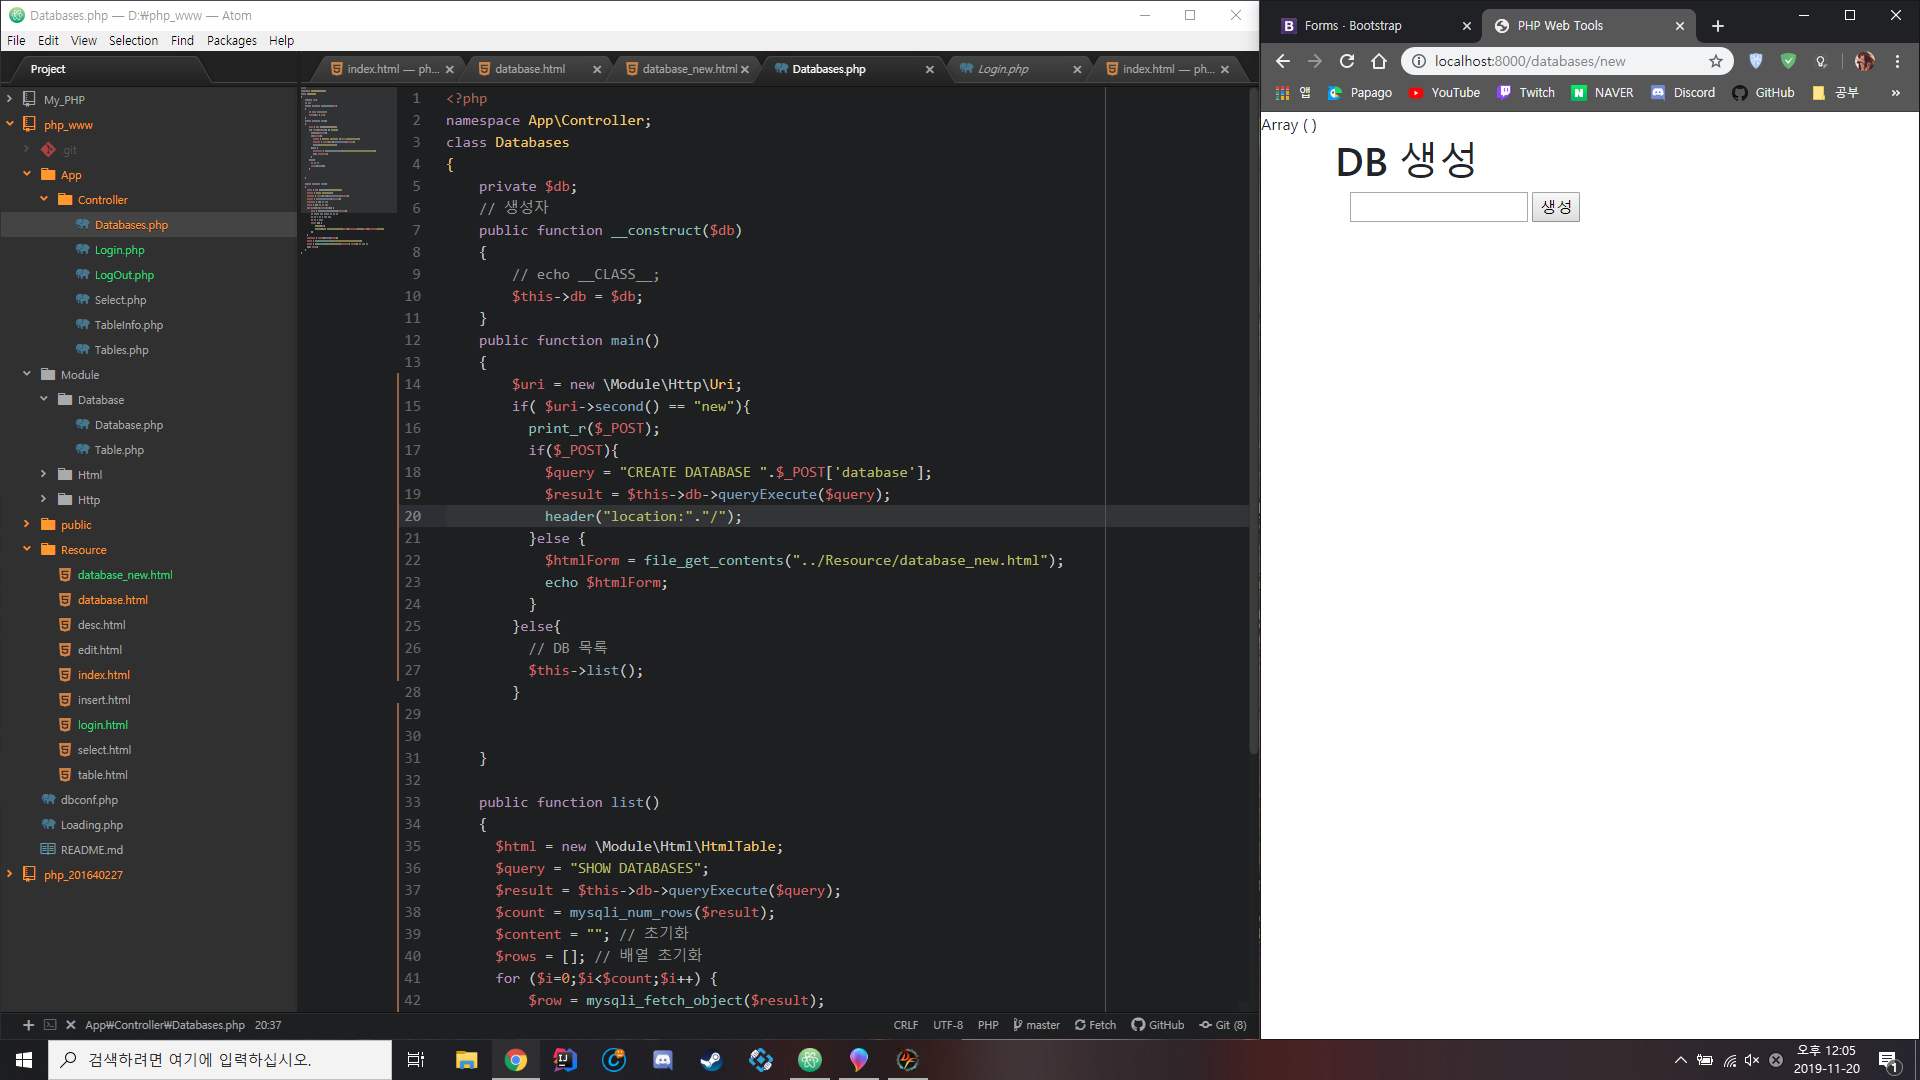 Databases.php — D:₩php_www — Atom
File Edit View Selection Find Packages Help
Project
index.html — ph... database.html database_new.html Databases.php Login.php index.html — ph...
My_PHP
php_www
.git
App
Controller
Databases.php
Login.php
LogOut.php
Select.php
TableInfo.php
Tables.php
Module
Database
Database.php
Table.php
Html
Http
public
Resource
database_new.html
database.html
desc.html
edit.html
index.html
insert.html
login.html
select.html
table.html
dbconf.php
Loading.php
README.md
php_201640227
1 <?php
2 namespace App\Controller;
3 class Databases
4 {
5 private $db;
6 // 생성자
7 public function __construct($db)
8 {
9 // echo __CLASS__;
10 $this->db = $db;
11 }
12 public function main()
13 {
14 $uri = new \Module\Http\Uri;
15 if( $uri->second() == "new"){
16 print_r($_POST);
17 if($_POST){
18 $query = "CREATE DATABASE ".$_POST['database'];
19 $result = $this->db->queryExecute($query);
20 header("location:"."/");
21 }else {
22 $htmlForm = file_get_contents("../Resource/database_new.html");
23 echo $htmlForm;
24 }
25 }else{
26 // DB 목록
27 $this->list();
28 }
29
30
31 }
32
33 public function list()
34 {
35 $html = new \Module\Html\HtmlTable;
36 $query = "SHOW DATABASES";
37 $result = $this->db->queryExecute($query);
38 $count = mysqli_num_rows($result);
39 $content = ""; // 초기화
40 $rows = []; // 배열 초기화
41 for ($i=0;$i<$count;$i++) {
42 $row = mysqli_fetch_object($result);
App₩Controller₩Databases.php 20:37
CRLF UTF-8 PHP master Fetch GitHub Git (8)
Forms · Bootstrap PHP Web Tools
localhost:8000/databases/new
앱 Papago YouTube Twitch NAVER Discord GitHub 공부 »
Array ( )
DB 생성
생성
검색하려면 여기에 입력하십시오.
오후 12:05
2019-11-20
1